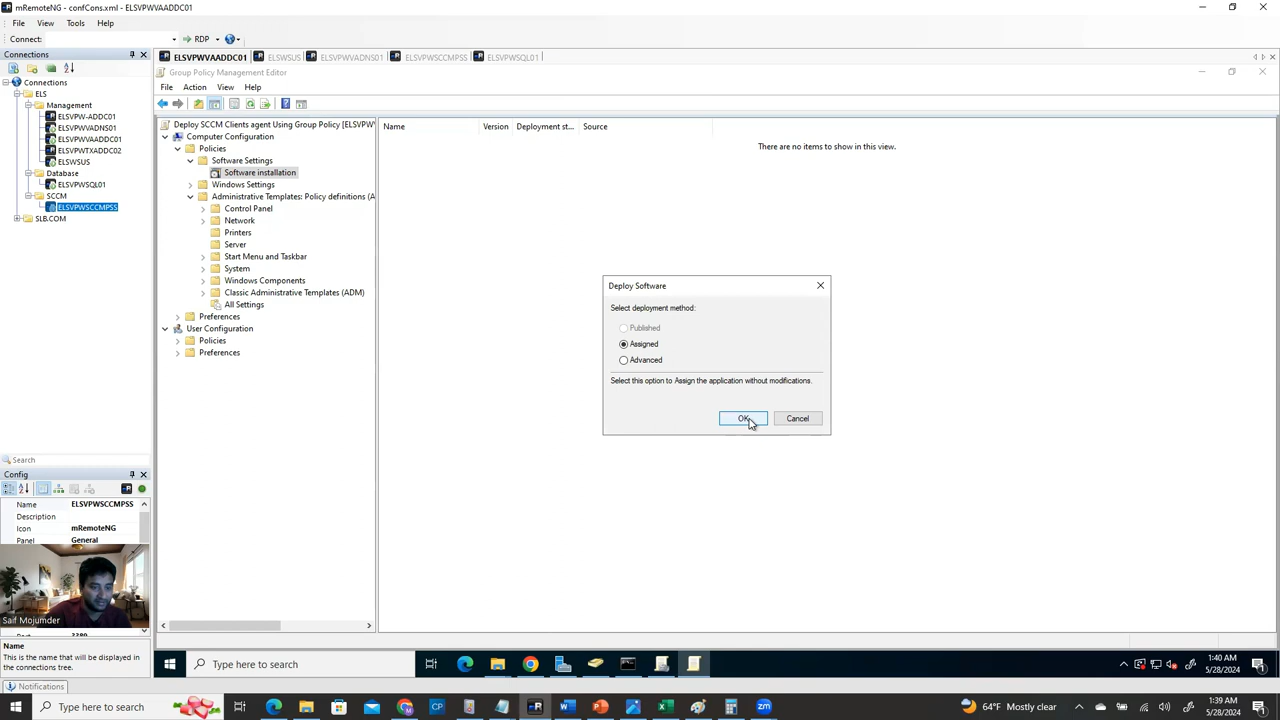 mRemoteNG - confCons.xml - ELSVPWVAADDC01
File View Tools Help
Connect: RDP
Connections
Connections
ELS
Management
ELSVPW-ADDC01
ELSVPWVADNS01
ELSVPWVAADDC01
ELSVPWTXADDC02
ELSWSUS
Database
ELSVPWSQL01
SCCM
ELSVPWSCCMPSS
SLB.COM
Search
Config
Name ELSVPWSCCMPSS
Description
Icon mRemoteNG
Panel General
Saif Mojumder
3389
Name
This is the name that will be displayed in
the connections tree.
Notifications
ELSVPWVAADDC01 ELSWSUS ELSVPWVADNS01 ELSVPWSCCMPSS ELSVPWSQL01
Group Policy Management Editor
File Action View Help
Deploy SCCM Clients agent Using Group Policy [ELSVPW
Computer Configuration
Policies
Software Settings
Software installation
Windows Settings
Administrative Templates: Policy definitions (A
Control Panel
Network
Printers
Server
Start Menu and Taskbar
System
Windows Components
Classic Administrative Templates (ADM)
All Settings
Preferences
User Configuration
Policies
Preferences
Name Version Deployment st... Source
There are no items to show in this view.
Deploy Software
Select deployment method:
Published
Assigned
Advanced
Select this option to Assign the application without modifications.
OK Cancel
Type here to search
1:40 AM
5/28/2024
Type here to search
64°F Mostly clear
1:39 AM
5/28/2024